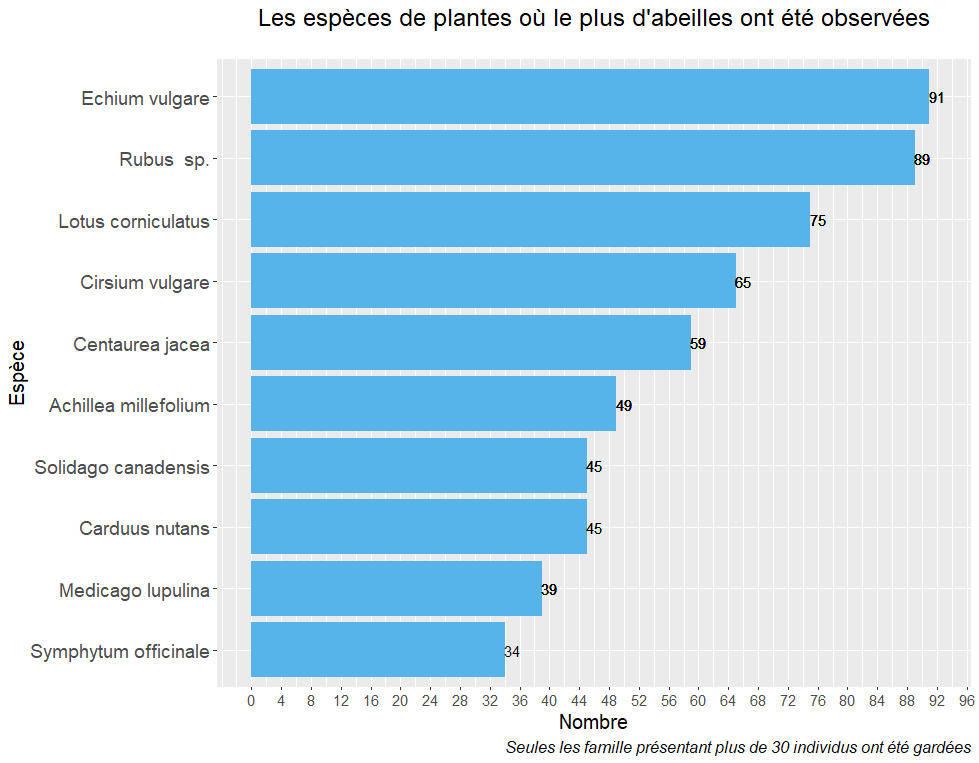 Les espèces de plantes où le plus d'abeilles ont été observées
Espèce
Echium vulgare 91
Rubus  sp. 89
Lotus corniculatus 75
Cirsium vulgare 65
Centaurea jacea 59
Achillea millefolium 49
Solidago canadensis 45
Carduus nutans 45
Medicago lupulina 39
Symphytum officinale 34
0 4 8 12 16 20 24 28 32 36 40 44 48 52 56 60 64 68 72 76 80 84 88 92 96
Nombre
Seules les famille présentant plus de 30 individus ont été gardées